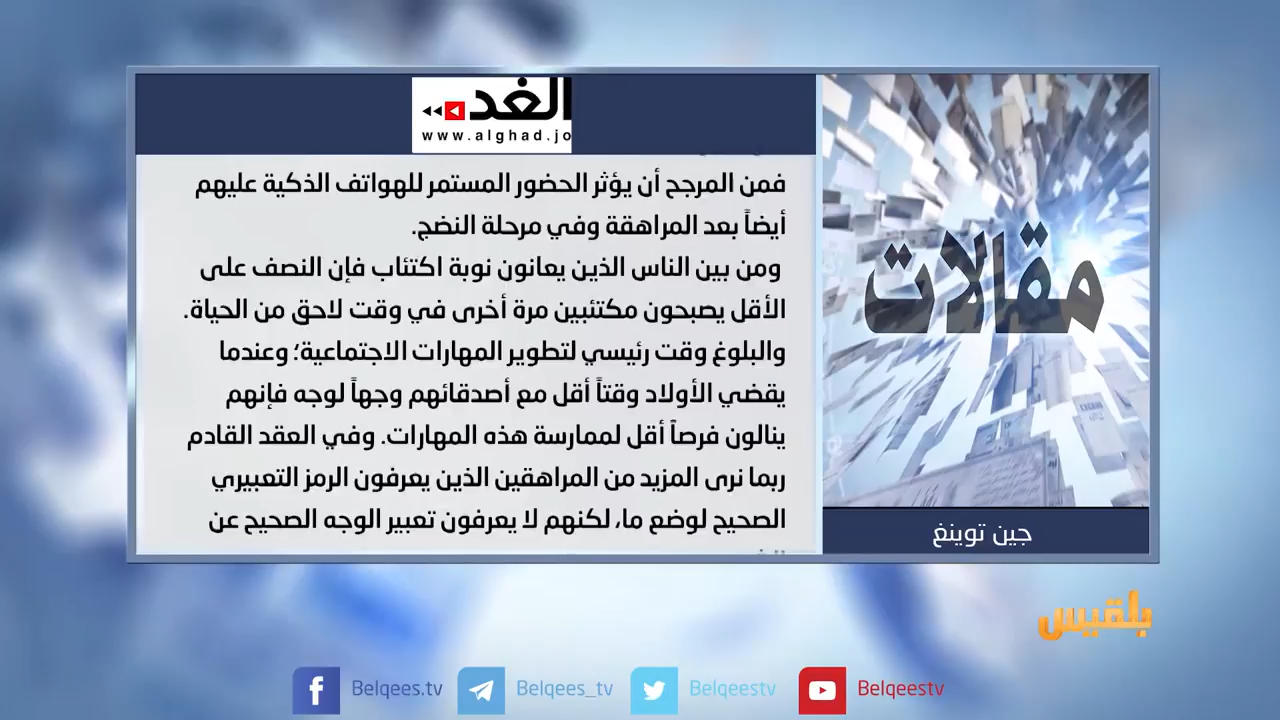 الغد
www.alghad.jo
فمن المرجح أن يؤثر الحضور المستمر للهواتف الذكية عليهم
أيضاً بعد المراهقة وفي مرحلة النضج.
ومن بين الناس الذين يعانون نوبة اكتئاب فإن النصف على
الأقل يصبحون مكتئبين مرة أخرى في وقت لاحق من الحياة.
والبلوغ وقت رئيسي لتطوير المهارات الاجتماعية؛ وعندما
يقضي الأولاد وقتاً أقل مع أصدقائهم وجهاً لوجه فإنهم
ينالون فرصاً أقل لممارسة هذه المهارات. وفي العقد القادم
ربما نرى المزيد من المراهقين الذين يعرفون الرمز التعبيري
الصحيح لوضع ما، لكنهم لا يعرفون تعبير الوجه الصحيح عن
مقالات
جين توينغ
بلقيس
Belqees.tv
Belqees_tv
Belqeestv
Belqeestv